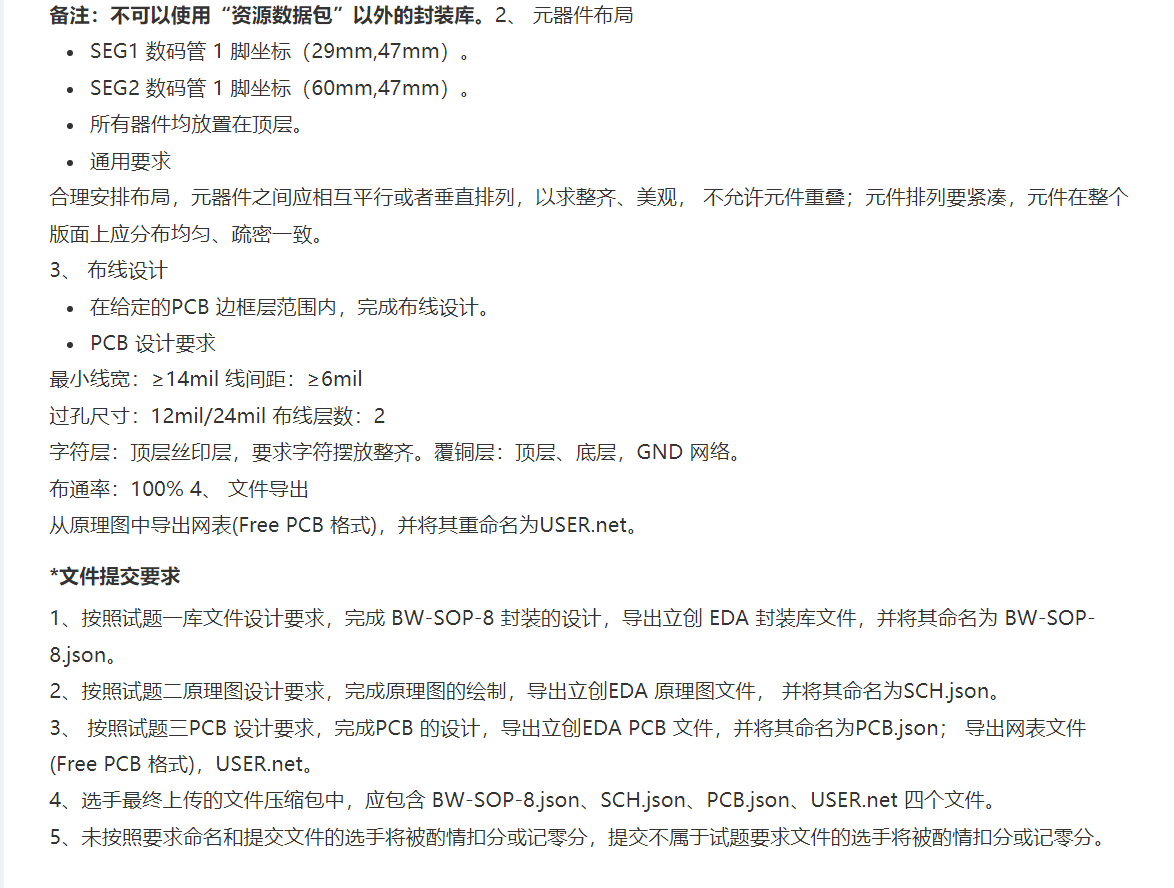 备注：不可以使用“资源数据包”以外的封装库。2、 元器件布局
• SEG1 数码管 1 脚坐标（29mm,47mm）。
• SEG2 数码管 1 脚坐标（60mm,47mm）。
• 所有器件均放置在顶层。
• 通用要求
合理安排布局，元器件之间应相互平行或者垂直排列，以求整齐、美观， 不允许元件重叠；元件排列要紧凑，元件在整个
版面上应分布均匀、疏密一致。
3、 布线设计
• 在给定的PCB 边框层范围内，完成布线设计。
• PCB 设计要求
最小线宽：≥14mil 线间距：≥6mil
过孔尺寸：12mil/24mil 布线层数：2
字符层：顶层丝印层，要求字符摆放整齐。覆铜层：顶层、底层，GND 网络。
布通率：100% 4、 文件导出
从原理图中导出网表(Free PCB 格式)，并将其重命名为USER.net。
*文件提交要求
1、按照试题一库文件设计要求，完成 BW-SOP-8 封装的设计，导出立创 EDA 封装库文件，并将其命名为 BW-SOP-
8.json。
2、按照试题二原理图设计要求，完成原理图的绘制，导出立创EDA 原理图文件， 并将其命名为SCH.json。
3、 按照试题三PCB 设计要求，完成PCB 的设计，导出立创EDA PCB 文件，并将其命名为PCB.json； 导出网表文件
(Free PCB 格式)，USER.net。
4、选手最终上传的文件压缩包中，应包含 BW-SOP-8.json、SCH.json、PCB.json、USER.net 四个文件。
5、未按照要求命名和提交文件的选手将被酌情扣分或记零分，提交不属于试题要求文件的选手将被酌情扣分或记零分。